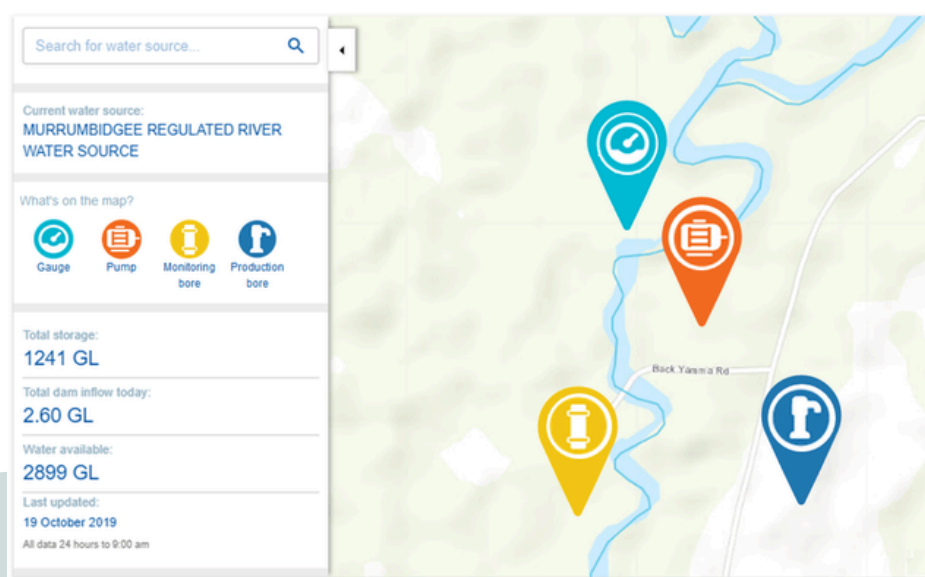 Search for water source...
Current water source:
MURRUMBIDGEE REGULATED RIVER
WATER SOURCE
What's on the map?
Gauge
Pump
Monitoring
bore
Production
bore
Total storage:
1241 GL
Total dam inflow today:
2.60 GL
Water available:
2899 GL
Last updated:
19 October 2019
All data 24 hours to 9:00 am
Back Yamma Rd